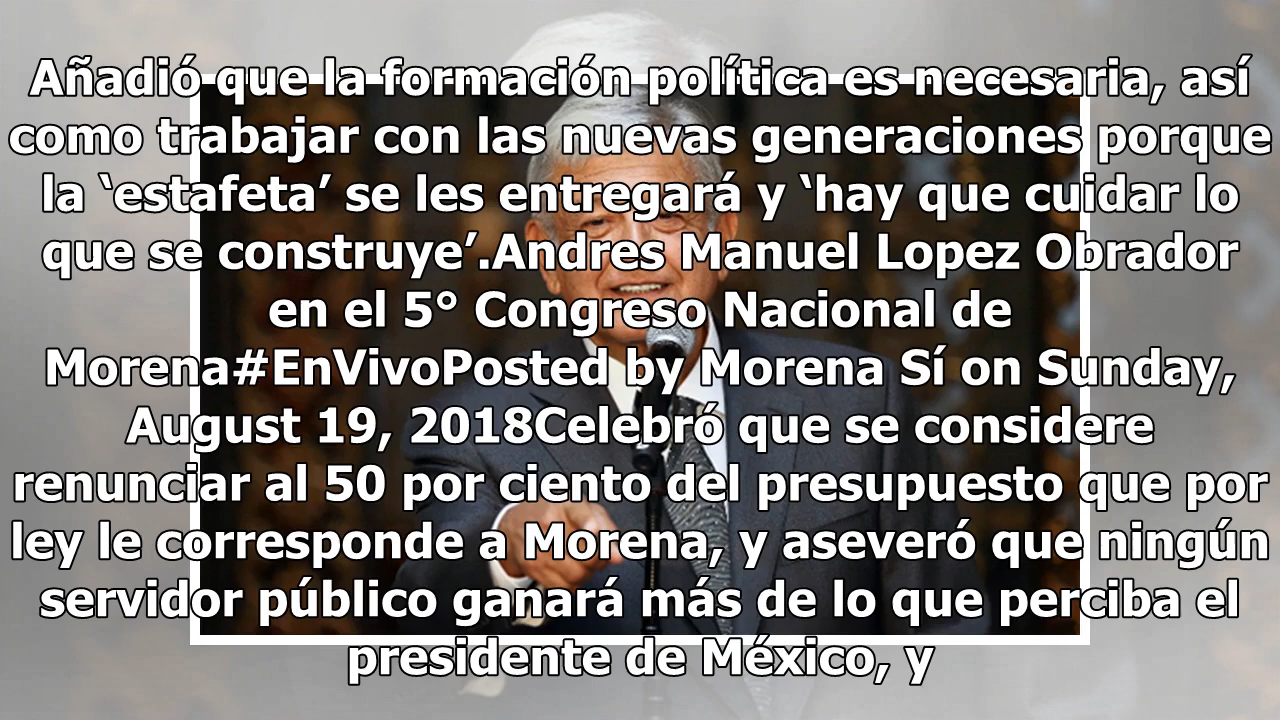 Añadió que la formación política es necesaria, así
como trabajar con las nuevas generaciones porque
la ‘estafeta’ se les entregará y ‘hay que cuidar lo
que se construye’.Andres Manuel Lopez Obrador
en el 5° Congreso Nacional de
Morena#EnVivoPosted by Morena Sí on Sunday,
August 19, 2018Celebró que se considere
renunciar al 50 por ciento del presupuesto que por
ley le corresponde a Morena, y aseveró que ningún
servidor público ganará más de lo que perciba el
presidente de México, y